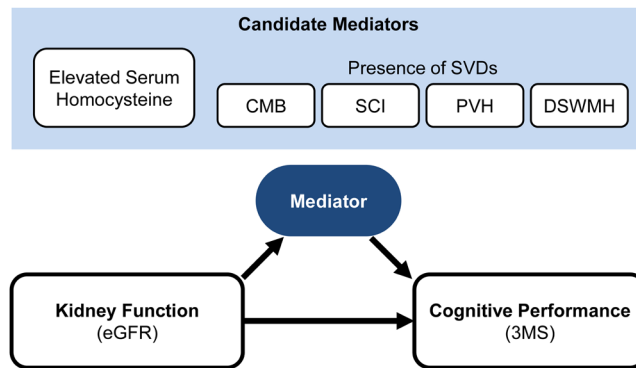 Candidate Mediators
Elevated Serum
Homocysteine
Presence of SVDs
CMB
SCI
PVH
DSWMH
Mediator
Kidney Function
(eGFR)
Cognitive Performance
(3MS)